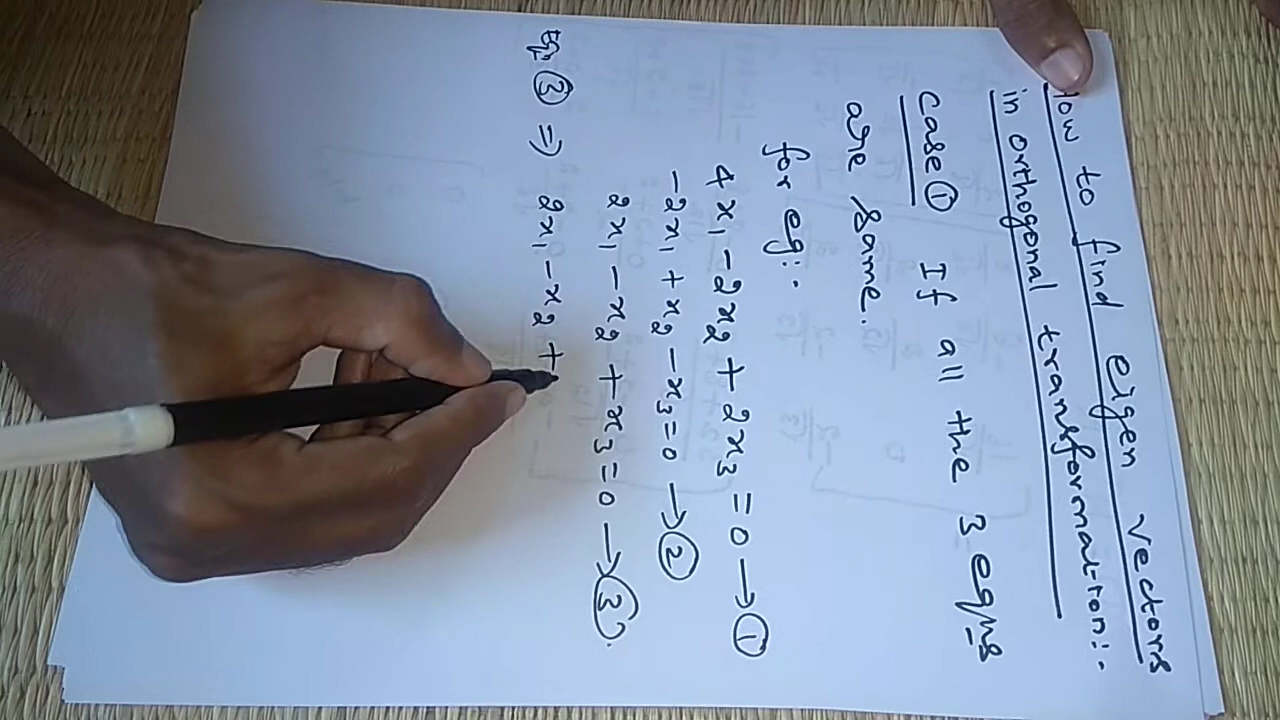 How to find eigen vectors
in orthogonal transformation:-
Case ① If all the 3 eqns
are same.
for eg:-
4x₁ - 2x₂ + 2x₃ = 0 → ①
-2x₁ + x₂ - x₃ = 0 → ②
2x₁ - x₂ + x₃ = 0 → ③.
Eqn ③ ⇒ 2x₁ - x₂ +